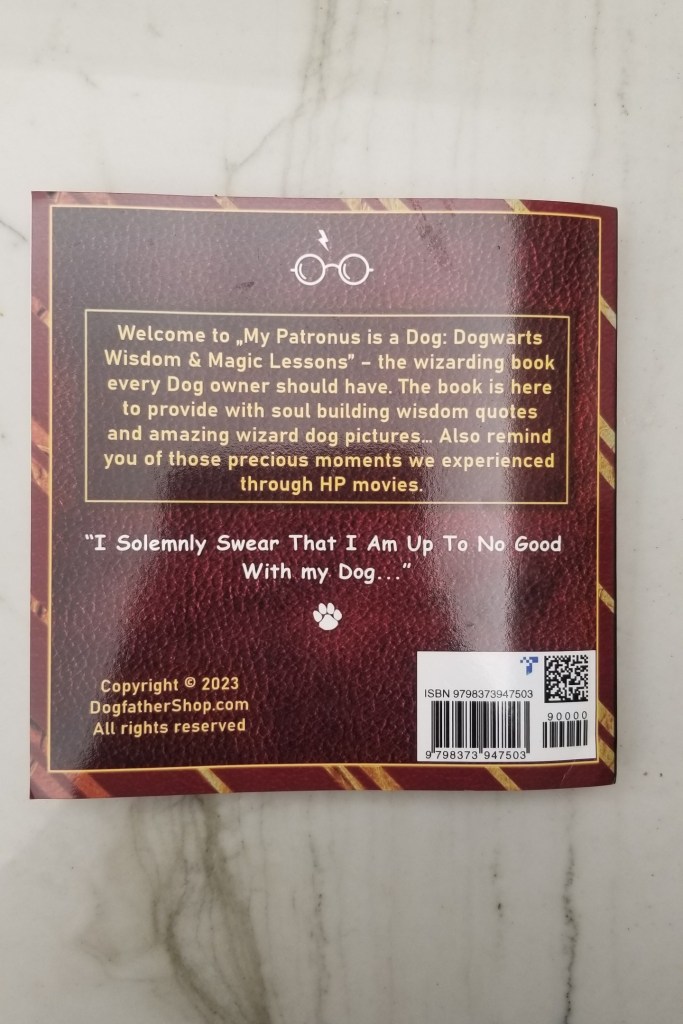 Welcome to „My Patronus is a Dog: Dogwarts
Wisdom & Magic Lessons” – the wizarding book
every Dog owner should have. The book is here
to provide with soul building wisdom quotes
and amazing wizard dog pictures… Also remind
you of those precious moments we experienced
through HP movies.
“I Solemnly Swear That I Am Up To No Good
With my Dog...”
Copyright © 2023
DogfatherShop.com
All rights reserved
ISBN 9798373947503
90000
9 798373 947503